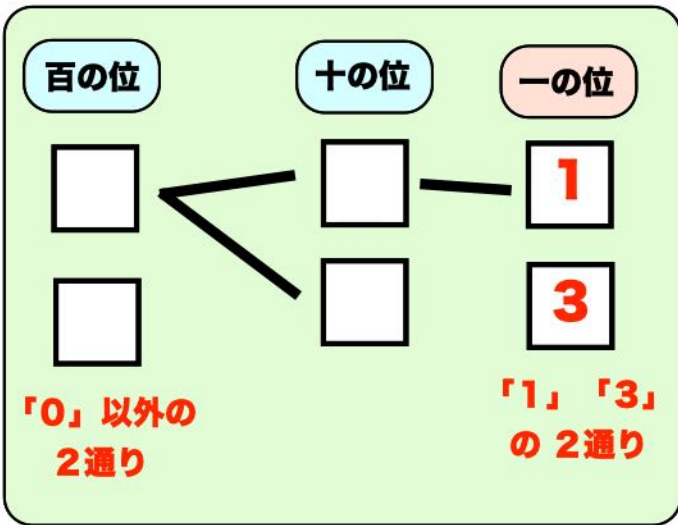 百の位
十の位
一の位
1
3
「0」以外の
2通り
「1」「3」
の 2通り